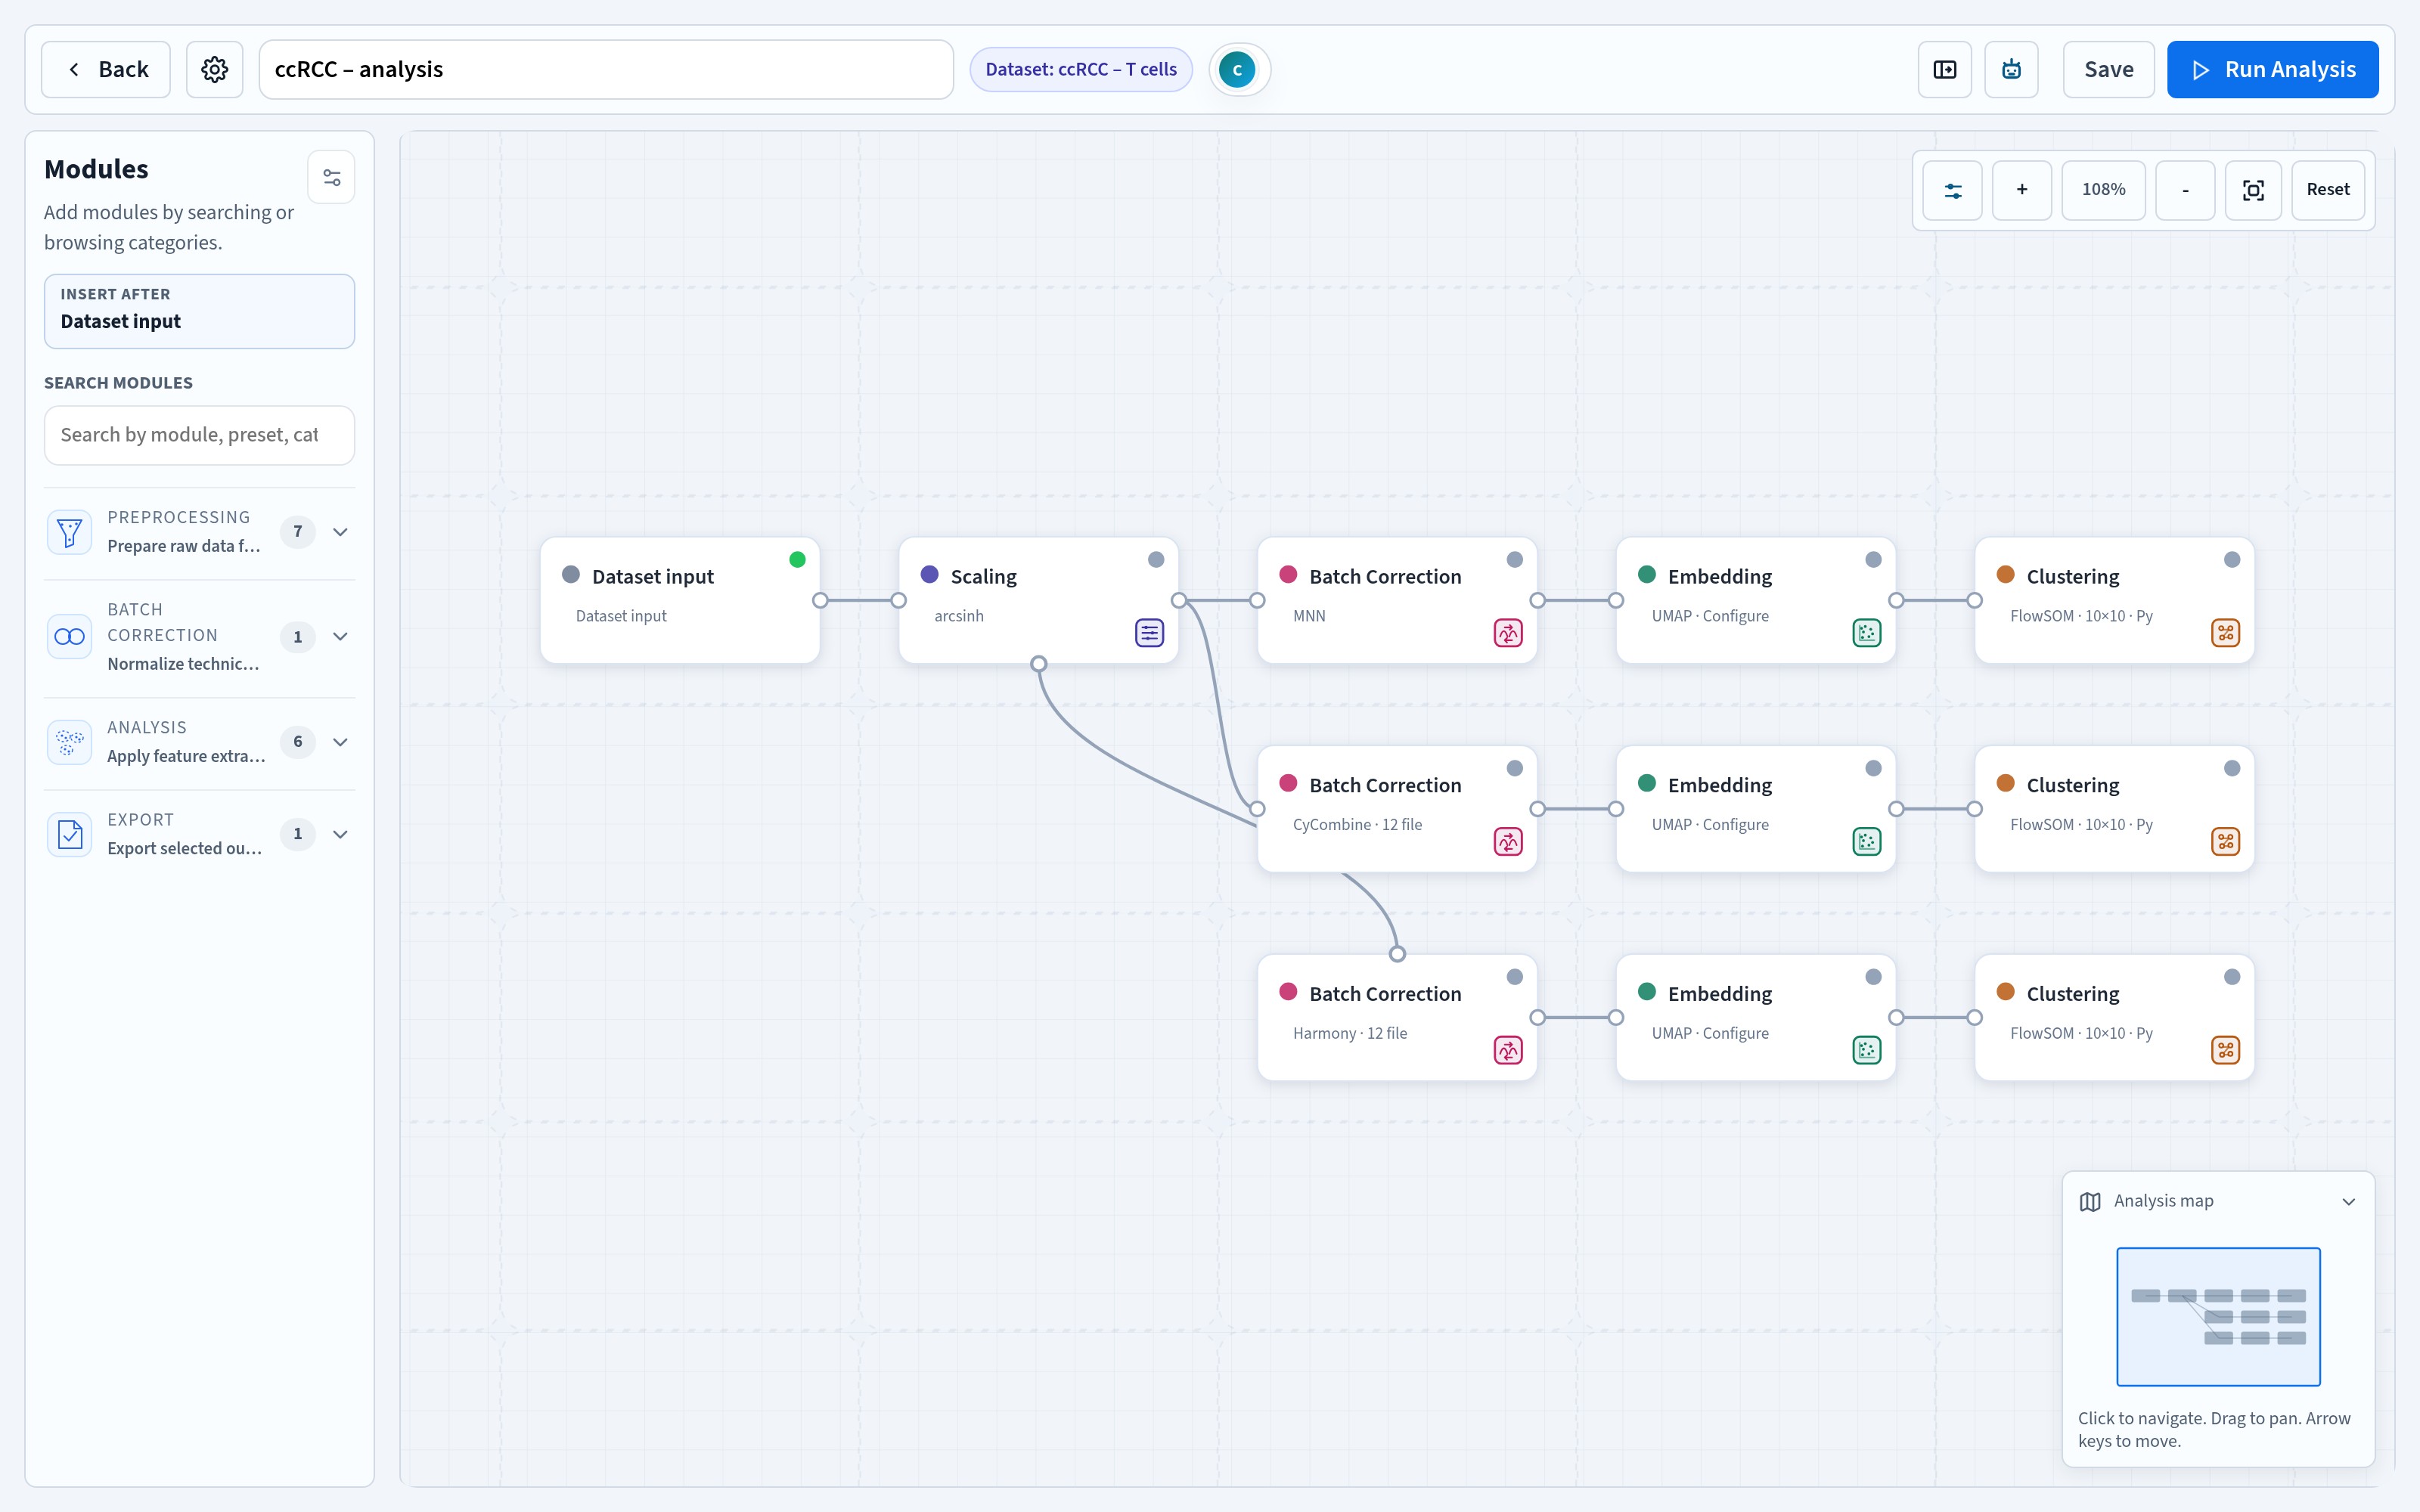 Back
ccRCC – analysis
Dataset: ccRCC – T cells
c
Save
Run Analysis
Modules
Add modules by searching or
browsing categories.
INSERT AFTER
Dataset input
SEARCH MODULES
Search by module, preset, cat
PREPROCESSING
Prepare raw data f...
7
BATCH
CORRECTION
Normalize technic...
1
ANALYSIS
Apply feature extra...
6
EXPORT
Export selected ou...
1
+
108%
-
Reset
Dataset input
Dataset input
Scaling
arcsinh
Batch Correction
MNN
Embedding
UMAP · Configure
Clustering
FlowSOM · 10×10 · Py
Batch Correction
CyCombine · 12 file
Embedding
UMAP · Configure
Clustering
FlowSOM · 10×10 · Py
Batch Correction
Harmony · 12 file
Embedding
UMAP · Configure
Clustering
FlowSOM · 10×10 · Py
Analysis map
Click to navigate. Drag to pan. Arrow
keys to move.